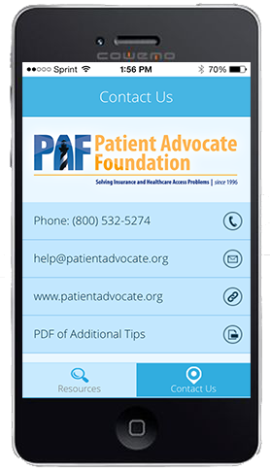 cowemo
Sprint 1:56 PM 70%
Contact Us
PAF Patient Advocate
Foundation
Solving Insurance and Healthcare Access Problems | since 1996
Phone: (800) 532-5274
help@patientadvocate.org
www.patientadvocate.org
PDF of Additional Tips
Resources Contact Us